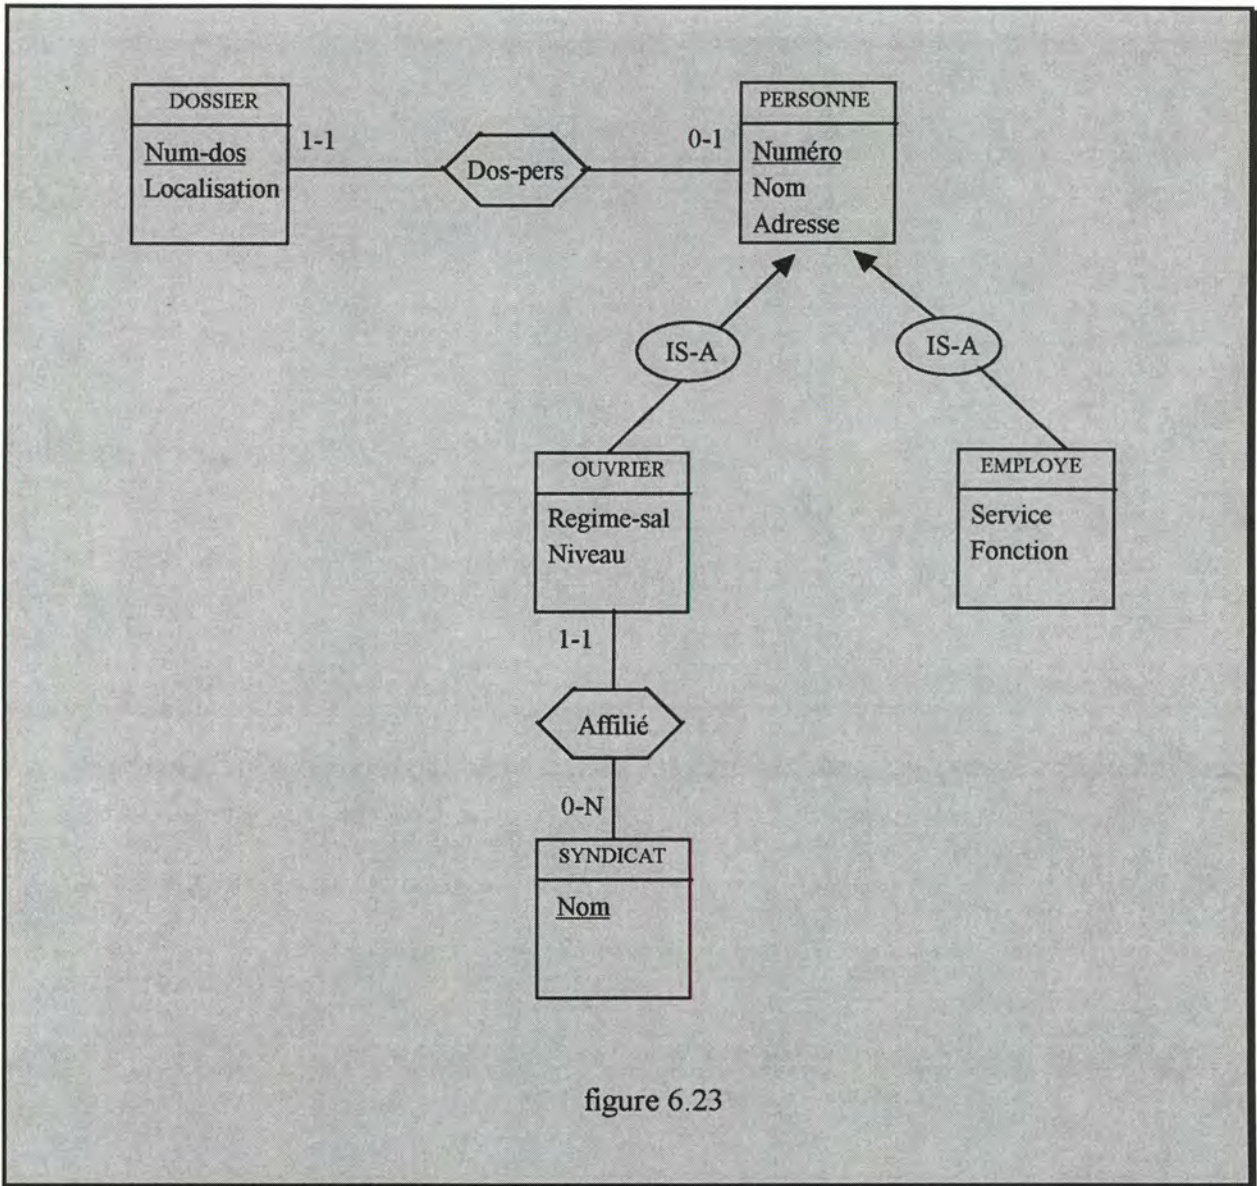 DOSSIER
Num-dos
Localisation
1-1
Dos-pers
0-1
PERSONNE
Numéro
Nom
Adresse
IS-A
IS-A
OUVRIER
Regime-sal
Niveau
EMPLOYE
Service
Fonction
1-1
Affilié
0-N
SYNDICAT
Nom
figure 6.23